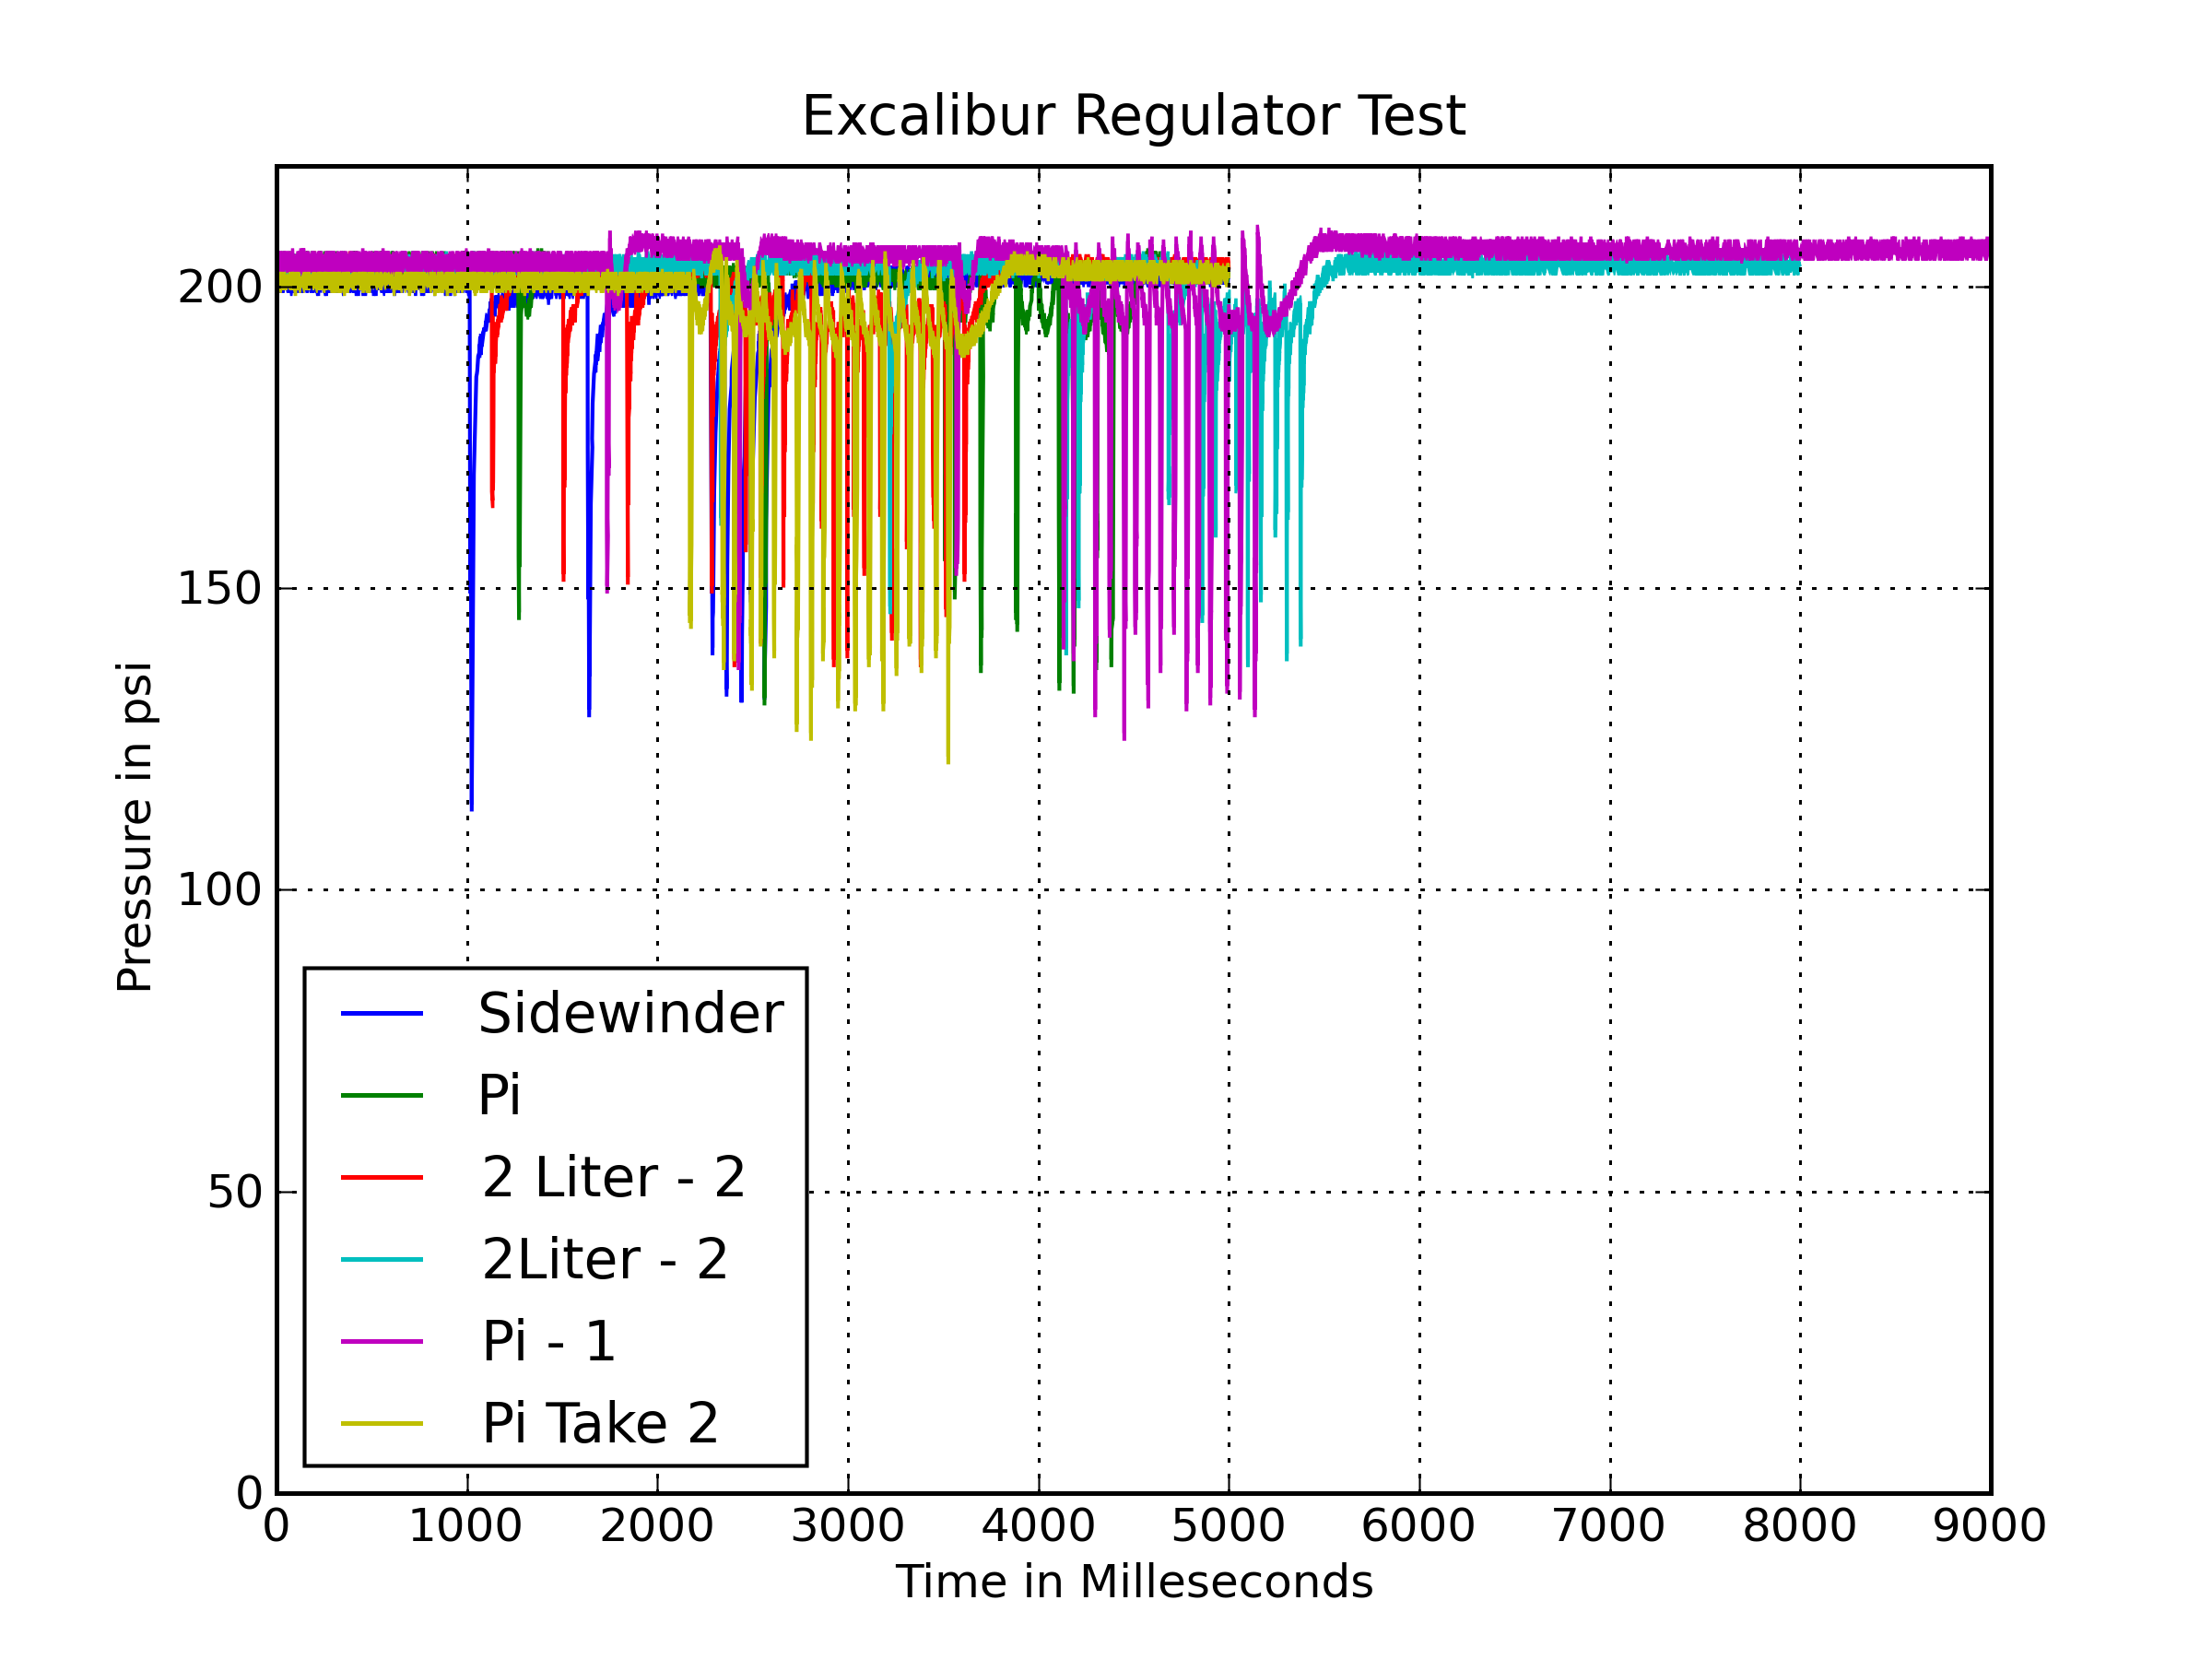 Excalibur Regulator Test
Pressure in psi
200
150
100
50
0
Sidewinder
Pi
2 Liter - 2
2Liter - 2
Pi - 1
Pi Take 2
0 1000 2000 3000 4000 5000 6000 7000 8000 9000
Time in Milleseconds